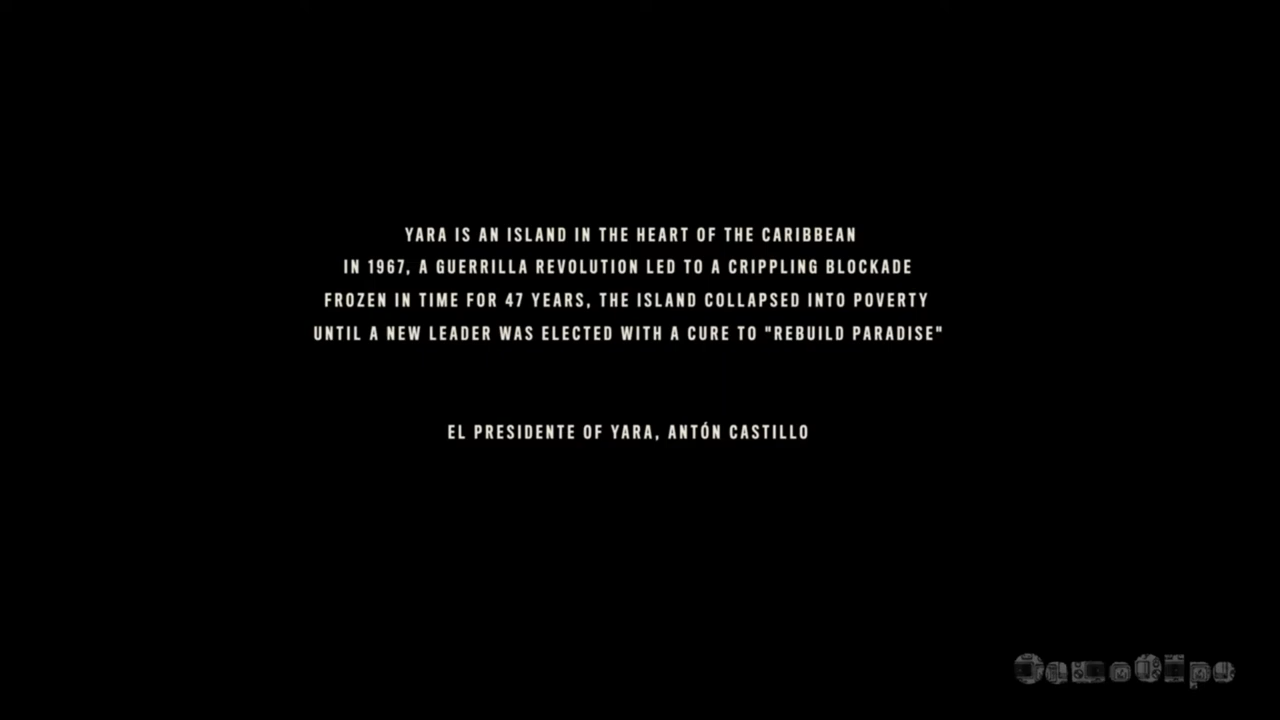 YARA IS AN ISLAND IN THE HEART OF THE CARIBBEAN
IN 1967, A GUERRILLA REVOLUTION LED TO A CRIPPLING BLOCKADE
FROZEN IN TIME FOR 47 YEARS, THE ISLAND COLLAPSED INTO POVERTY
UNTIL A NEW LEADER WAS ELECTED WITH A CURE TO "REBUILD PARADISE"
EL PRESIDENTE OF YARA, ANTÓN CASTILLO